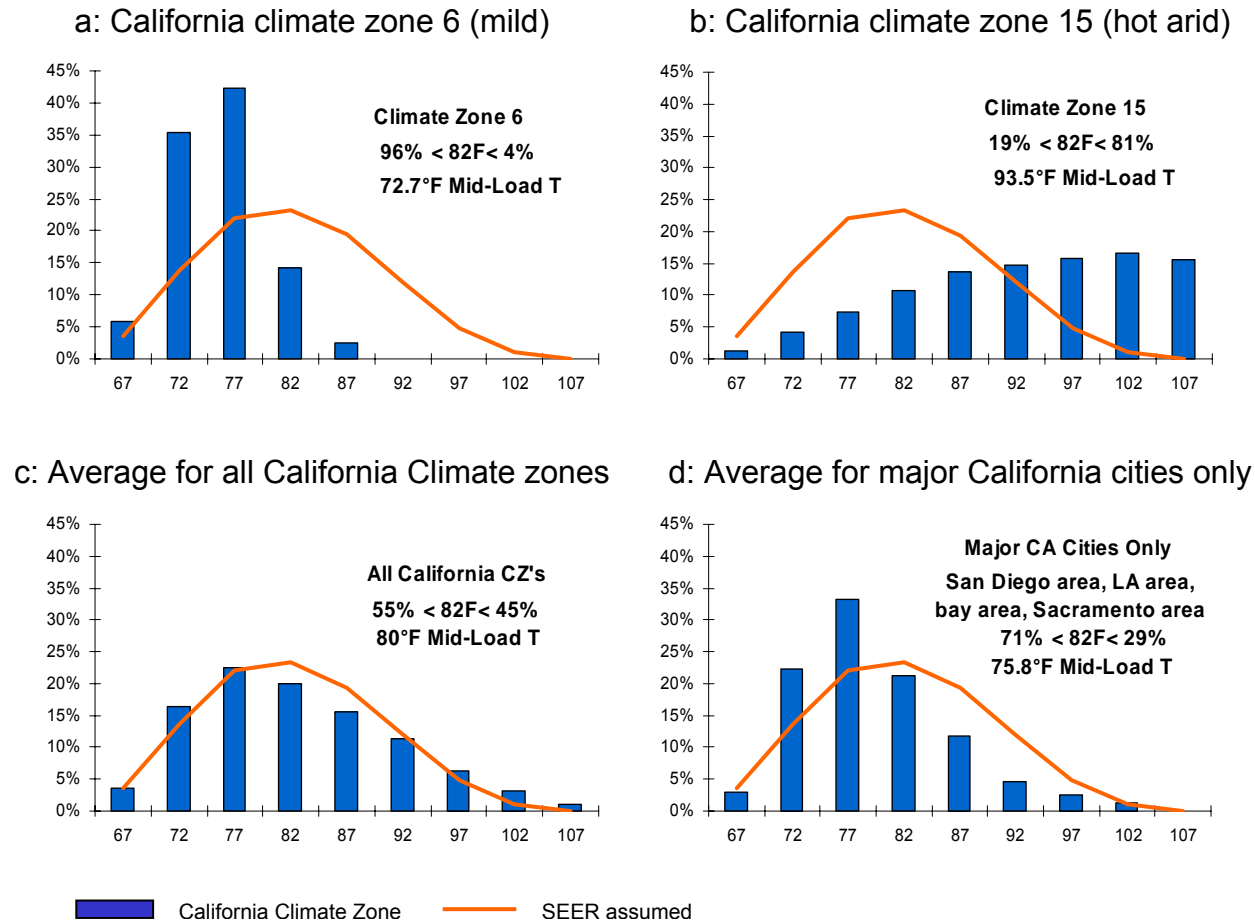 a: California climate zone 6 (mild)
45%
40%
35%
30%
25%
20%
15%
10%
5%
0%
67 72 77 82 87 92 97 102 107
Climate Zone 6
96% < 82F< 4%
72.7°F Mid-Load T
b: California climate zone 15 (hot arid)
45%
40%
35%
30%
25%
20%
15%
10%
5%
0%
67 72 77 82 87 92 97 102 107
Climate Zone 15
19% < 82F< 81%
93.5°F Mid-Load T
c: Average for all California Climate zones
45%
40%
35%
30%
25%
20%
15%
10%
5%
0%
67 72 77 82 87 92 97 102 107
All California CZ's
55% < 82F< 45%
80°F Mid-Load T
d: Average for major California cities only
45%
40%
35%
30%
25%
20%
15%
10%
5%
0%
67 72 77 82 87 92 97 102 107
Major CA Cities Only
San Diego area, LA area,
bay area, Sacramento area
71% < 82F< 29%
75.8°F Mid-Load T
California Climate Zone SEER assumed